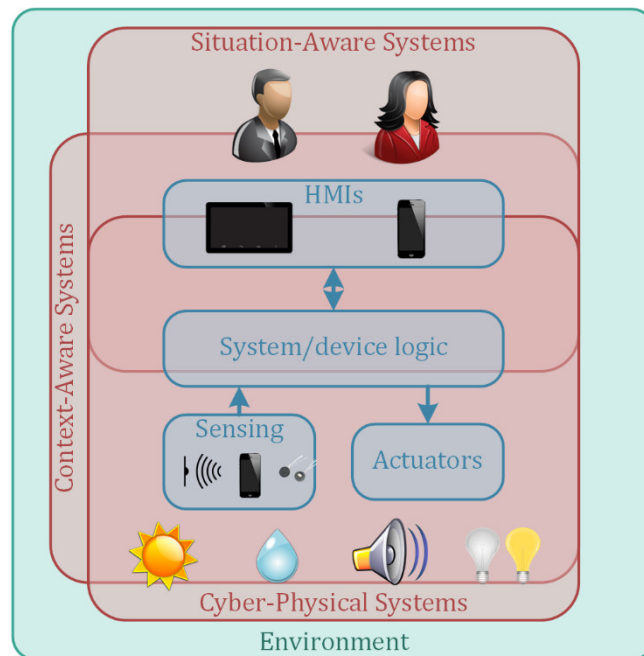 Situation-Aware Systems
HMIs
Context-Aware Systems
System/device logic
Sensing
Actuators
Cyber-Physical Systems
Environment